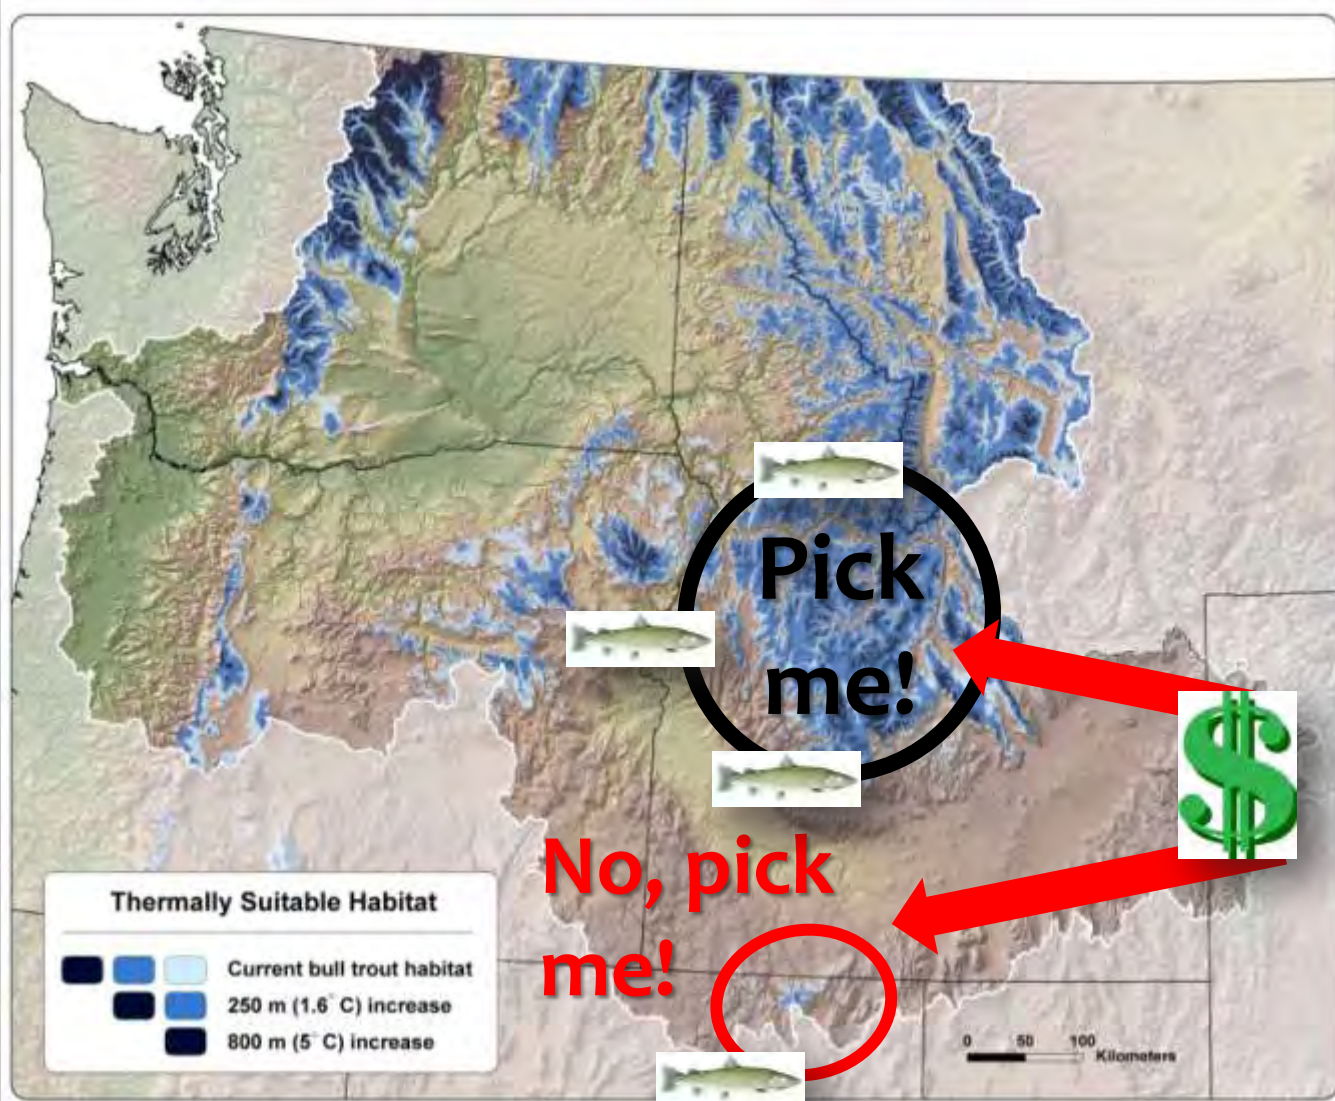 Pick
me!
$
No, pick
me!
Thermally Suitable Habitat
Current bull trout habitat
250 m (1.6° C) increase
800 m (5° C) increase
0 50 100
Kilometers